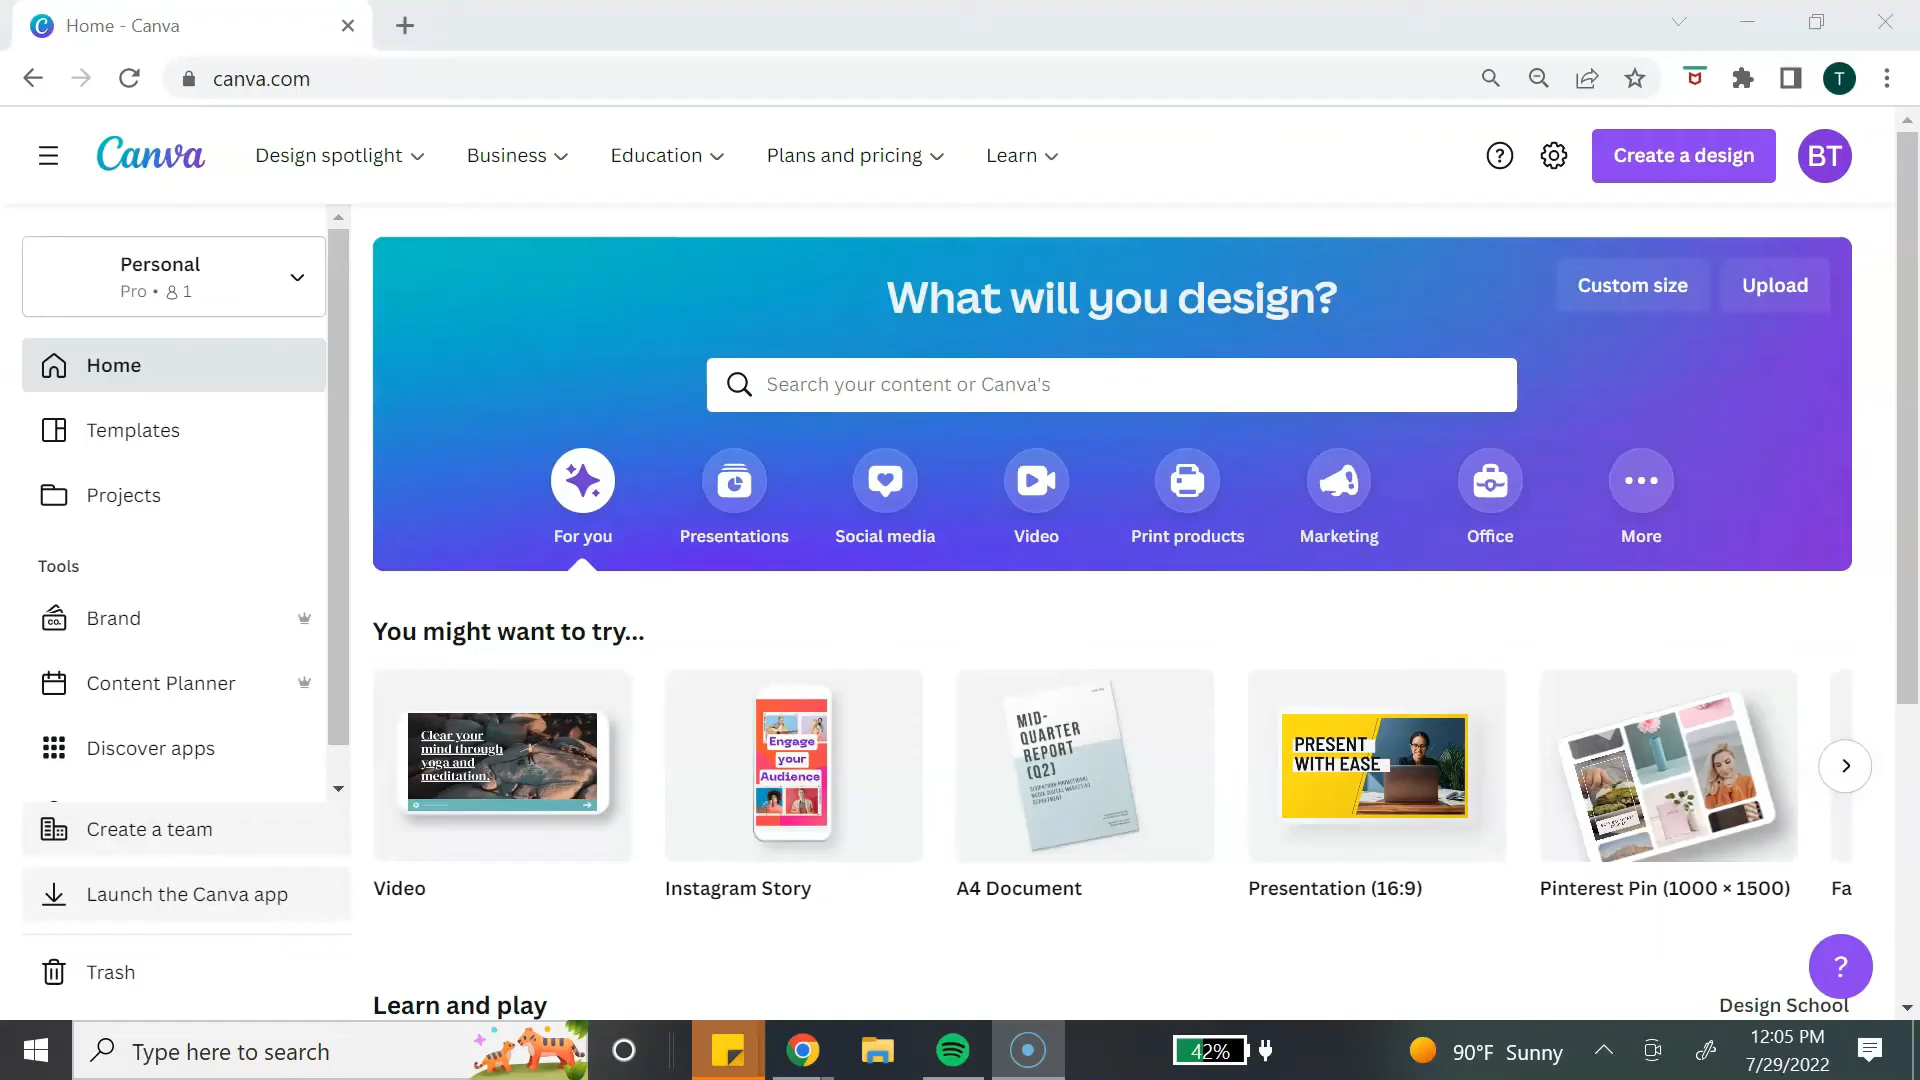 Home - Canva
canva.com
Canva
Design spotlight
Business
Education
Plans and pricing
Learn
Create a design
BT
T
Personal
Pro • 1
Home
Templates
Projects
Tools
Brand
Content Planner
Discover apps
Create a team
Launch the Canva app
Trash
What will you design?
Custom size
Upload
Search your content or Canva's
For you
Presentations
Social media
Video
Print products
Marketing
Office
More
You might want to try...
Clear your
mind through
yoga and
meditation.
Engage
your
Audience
MID-
QUARTER
REPORT
(Q2)
PRESENT
WITH EASE
Video
Instagram Story
A4 Document
Presentation (16:9)
Pinterest Pin (1000 × 1500)
Fa
Learn and play
Design School
Type here to search
42%
90°F Sunny
12:05 PM
7/29/2022